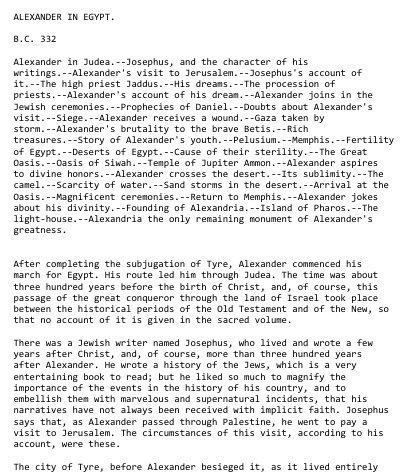 ALEXANDER IN EGYPT.
B.C. 332
Alexander in Judea.--Josephus, and the character of his
writings.--Alexander's visit to Jerusalem.--Josephus's account of
it.--The high priest Jaddus.--His dreams.--The procession of
priests.--Alexander's account of his dream.--Alexander joins in the
Jewish ceremonies.--Prophecies of Daniel.--Doubts about Alexander's
visit.--Siege.--Alexander receives a wound.--Gaza taken by
storm.--Alexander's brutality to the brave Betis.--Rich
treasures.--Story of Alexander's youth.--Pelusium.--Memphis.--Fertility
of Egypt.--Deserts of Egypt.--Cause of their sterility.--The Great
Oasis.--Oasis of Siwah.--Temple of Jupiter Ammon.--Alexander aspires
to divine honors.--Alexander crosses the desert.--Its sublimity.--The
camel.--Scarcity of water.--Sand storms in the desert.--Arrival at the
Oasis.--Magnificent ceremonies.--Return to Memphis.--Alexander jokes
about his divinity.--Founding of Alexandria.--Island of Pharos.--The
light-house.--Alexandria the only remaining monument of Alexander's
greatness.
After completing the subjugation of Tyre, Alexander commenced his
march for Egypt. His route led him through Judea. The time was about
three hundred years before the birth of Christ, and, of course, this
passage of the great conqueror through the land of Israel took place
between the historical periods of the Old Testament and of the New, so
that no account of it is given in the sacred volume.
There was a Jewish writer named Josephus, who lived and wrote a few
years after Christ, and, of course, more than three hundred years
after Alexander. He wrote a history of the Jews, which is a very
entertaining book to read; but he liked so much to magnify the
importance of the events in the history of his country, and to
embellish them with marvelous and supernatural incidents, that his
narratives have not always been received with implicit faith. Josephus
says that, as Alexander passed through Palestine, he went to pay a
visit to Jerusalem. The circumstances of this visit, according to his
account, were these.
The city of Tyre, before Alexander besieged it, as it lived entirely